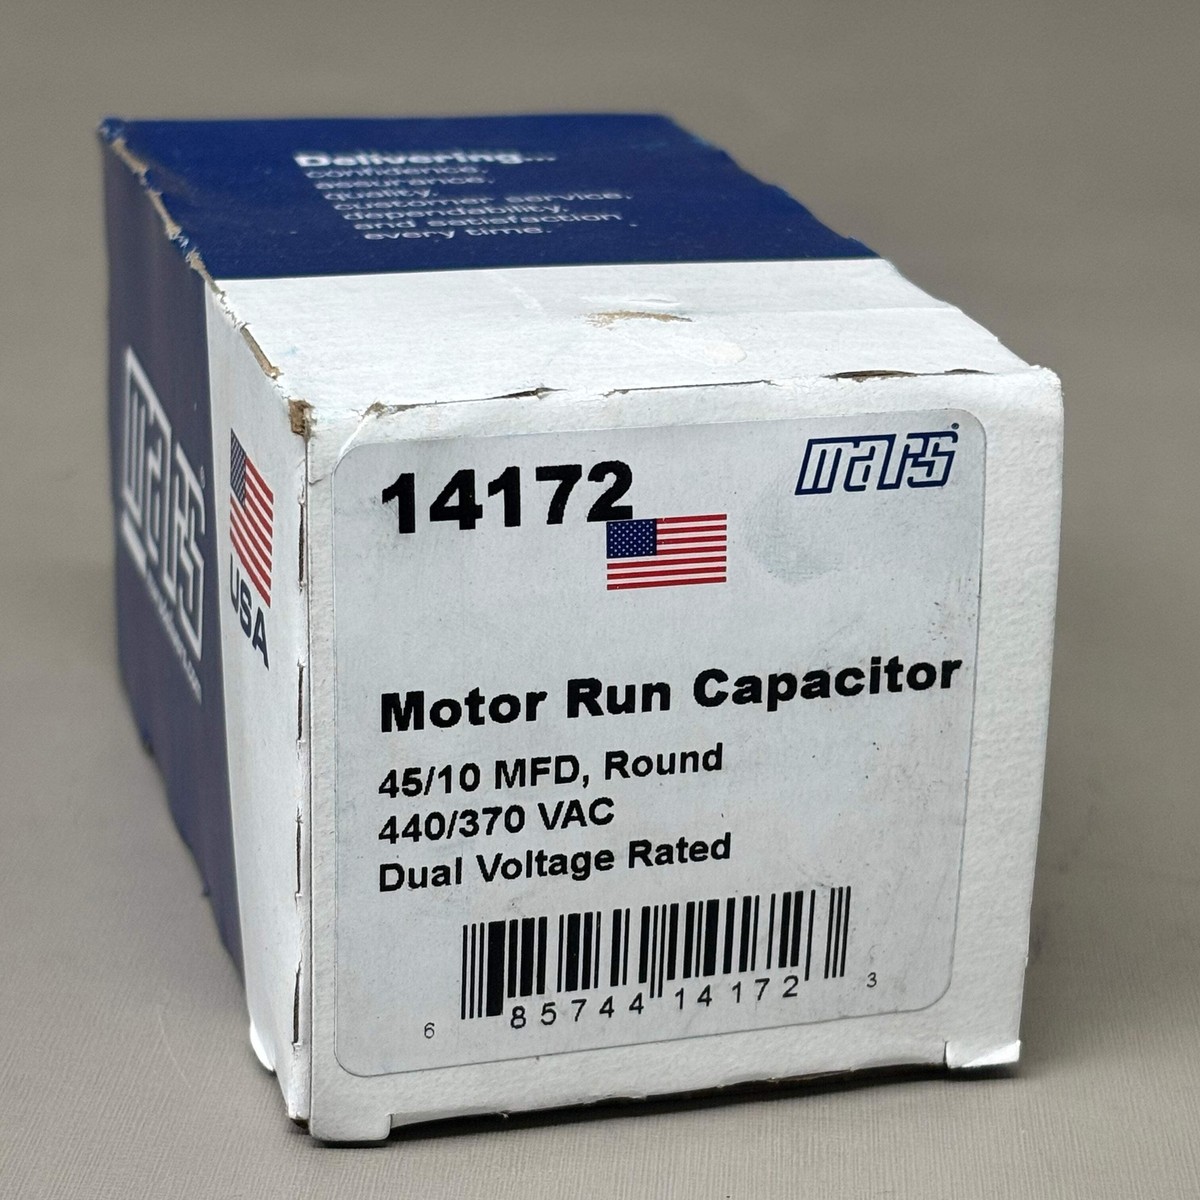 Delivering...
confidence,
assurance,
quality,
customer service,
dependability,
and satisfaction
every time.
mars®
USA
14172
mars®
Motor Run Capacitor
45/10 MFD, Round
440/370 VAC
Dual Voltage Rated
6 85744 14172 3